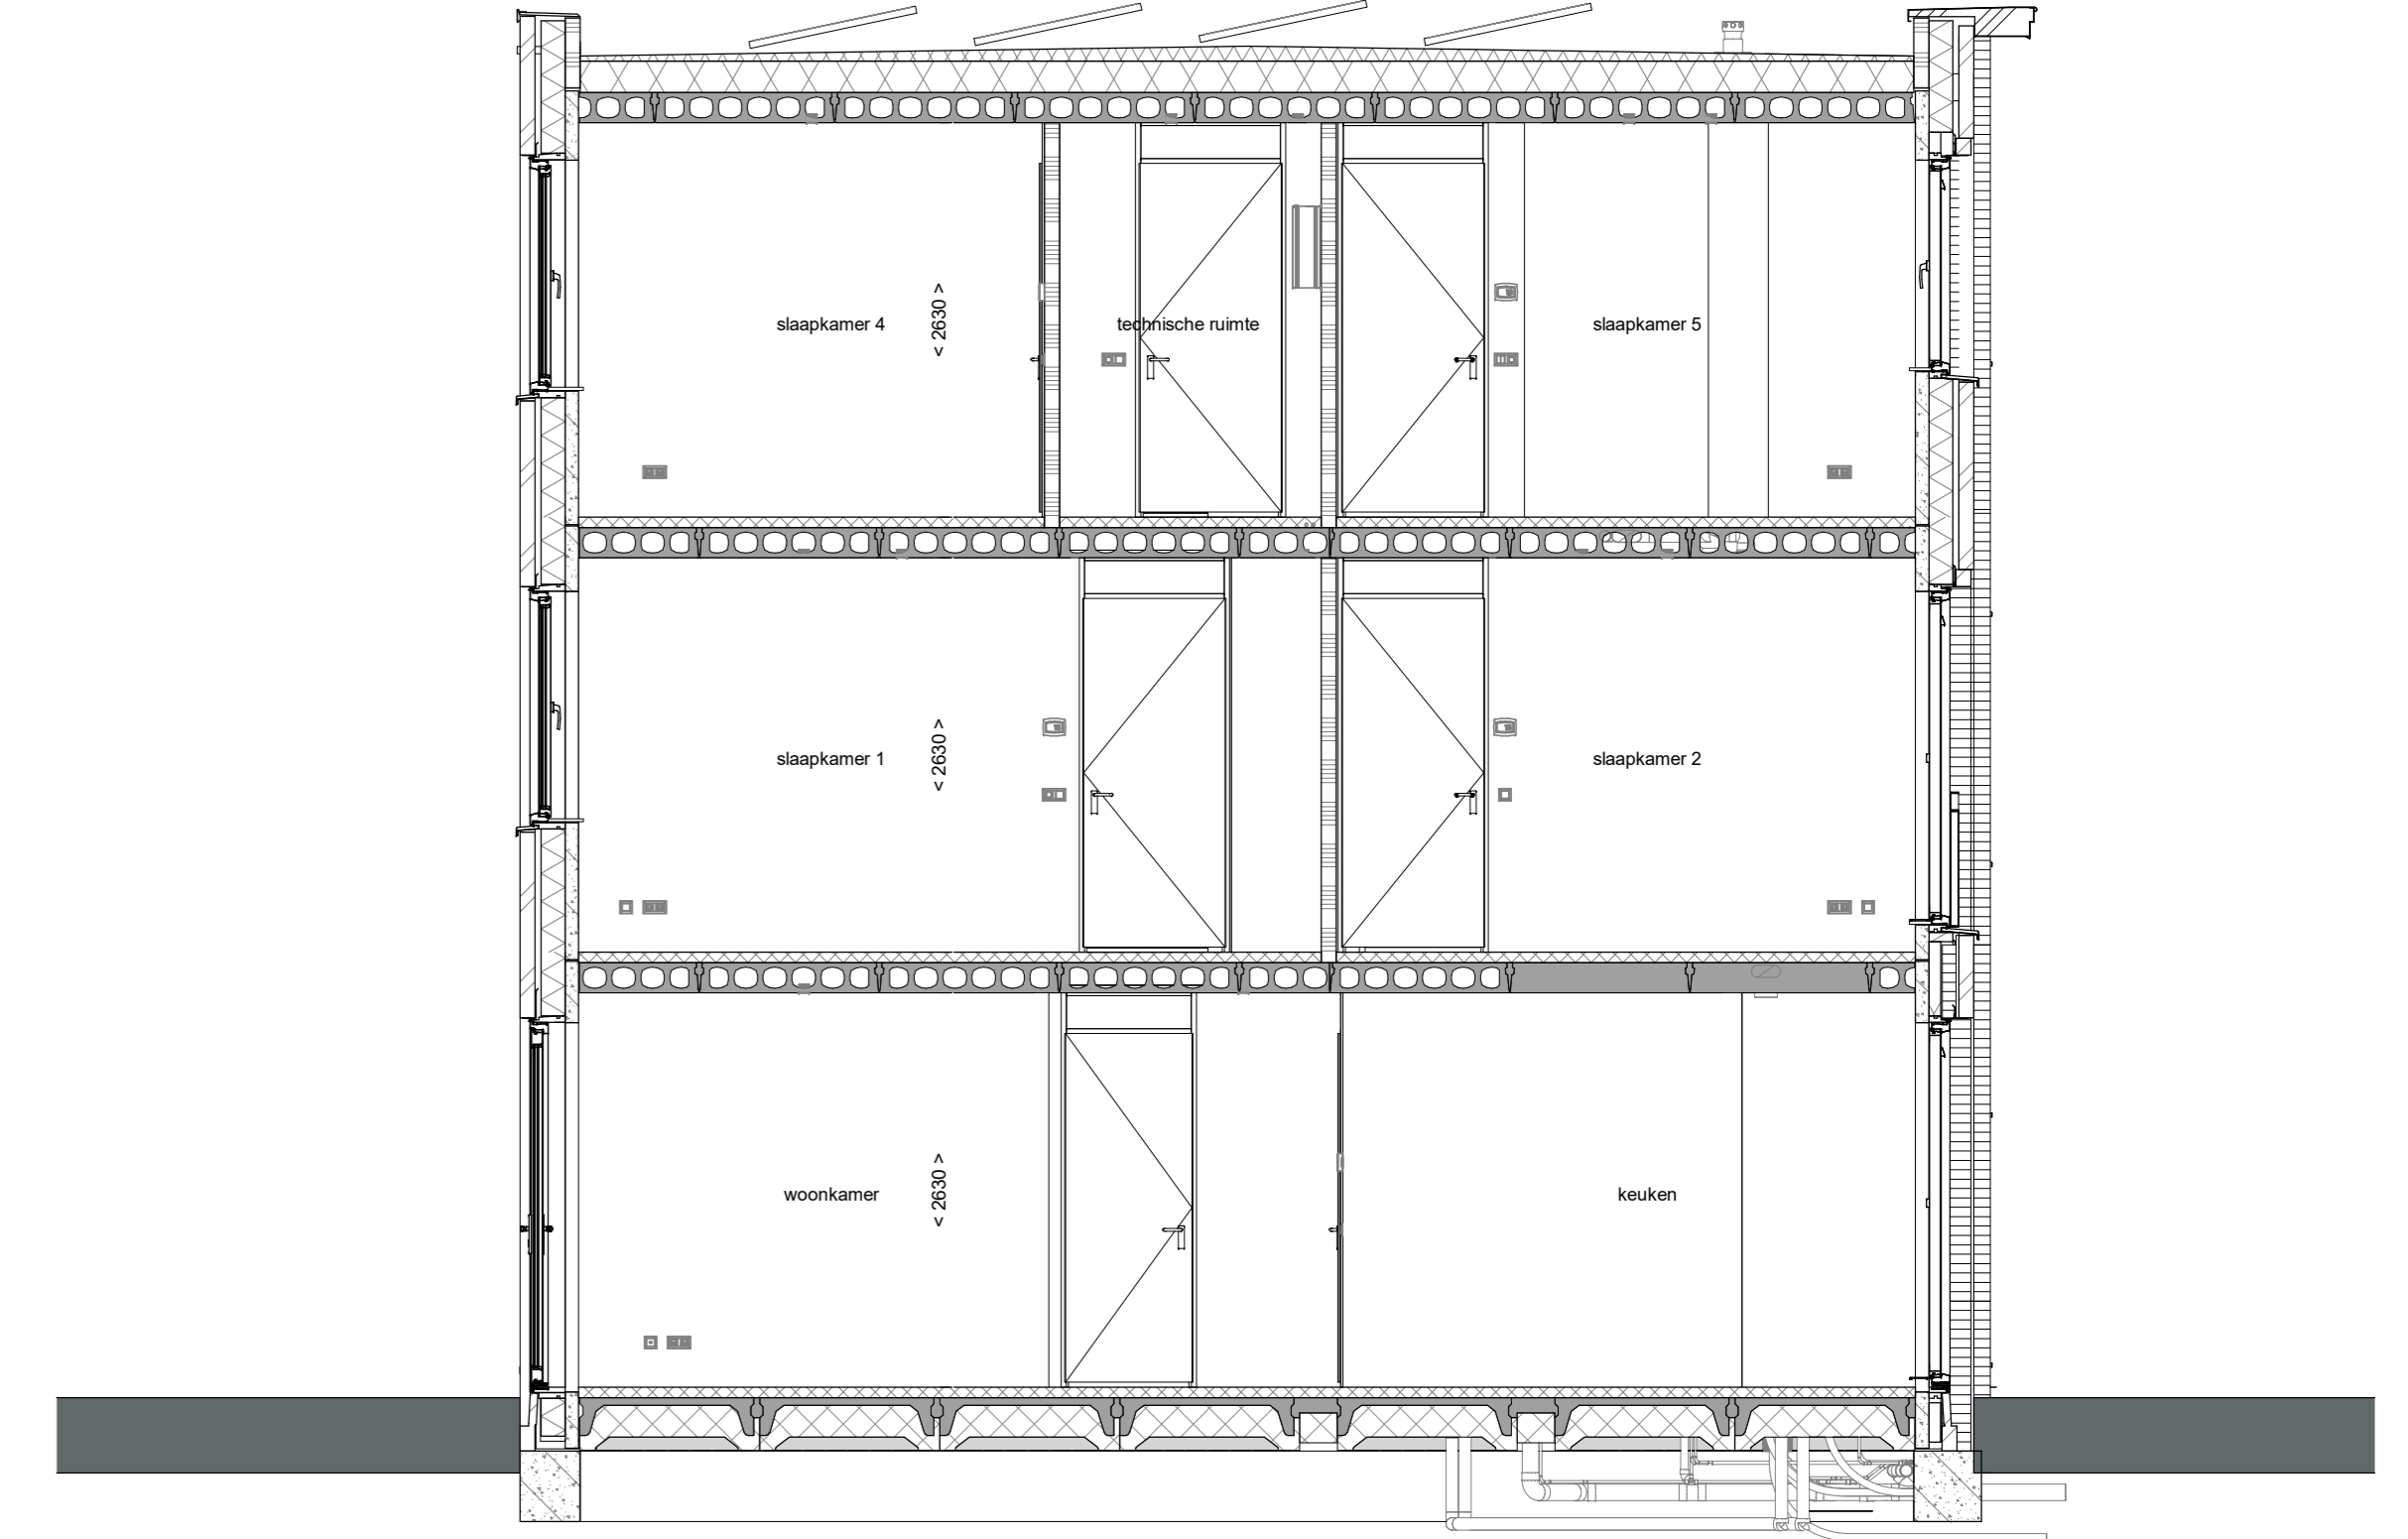 slaapkamer 4
< 2630 >
technische ruimte
slaapkamer 5
slaapkamer 1
< 2630 >
slaapkamer 2
woonkamer
< 2630 >
keuken